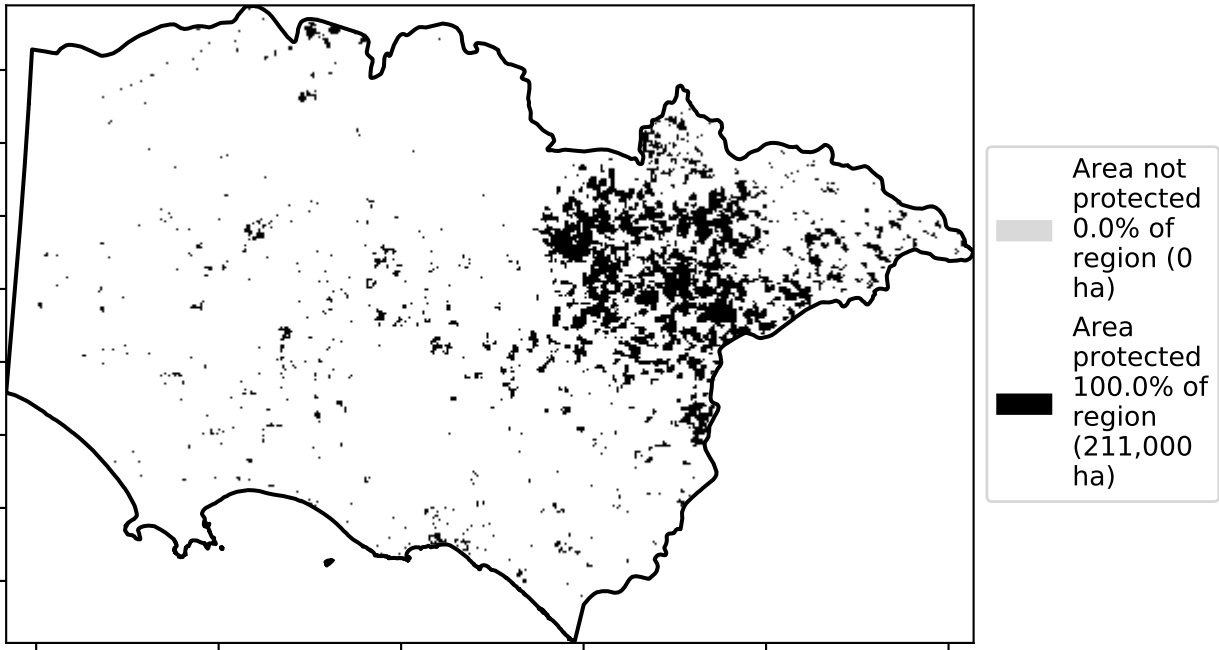 Area not
protected
0.0% of
region (0
ha)
Area
protected
100.0% of
region
(211,000
ha)